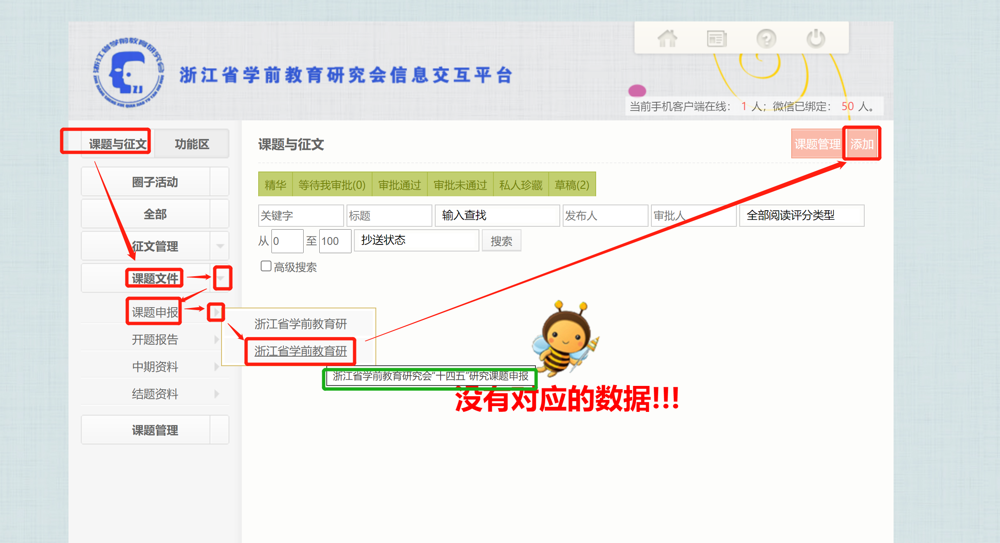 浙江省学前教育研究会
浙江省学前教育研究会信息交互平台
当前手机客户端在线： 1 人；微信已绑定： 50 人。
课题与征文
功能区
圈子活动
全部
征文管理
课题文件
课题申报
开题报告
中期资料
结题资料
课题管理
课题与征文
课题管理
添加
精华
等待我审批(0)
审批通过
审批未通过
私人珍藏
草稿(2)
关键字
标题
输入查找
发布人
审批人
全部阅读评分类型
从 0 至 100
抄送状态
搜索
高级搜索
浙江省学前教育研
浙江省学前教育研
浙江省学前教育研究会“十四五”研究课题申报
没有对应的数据!!!